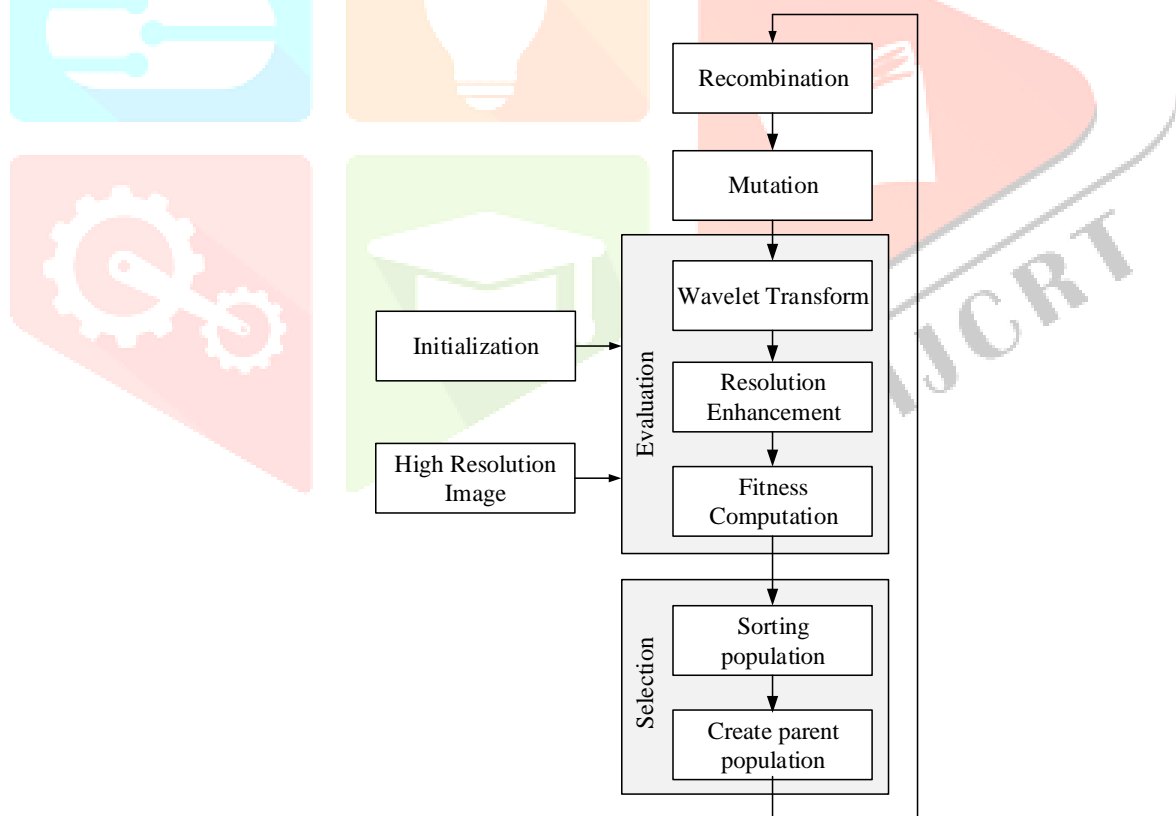 Recombination
Mutation
Evaluation
Wavelet Transform
Resolution
Enhancement
Fitness
Computation
Initialization
High Resolution
Image
Selection
Sorting
population
Create parent
population
IJCRT